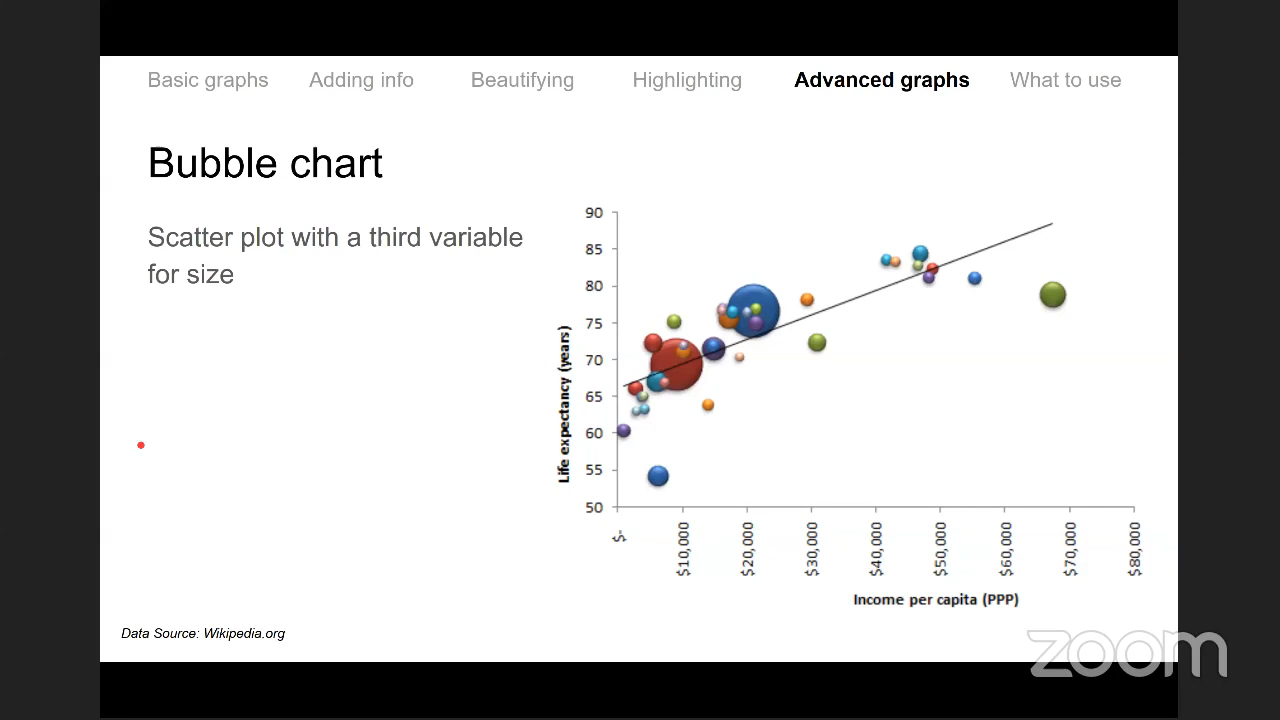 Basic graphs Adding info Beautifying Highlighting Advanced graphs What to use
Bubble chart
Scatter plot with a third variable
for size
90
85
80
75
70
65
60
55
50
Life expectancy (years)
$- $10,000 $20,000 $30,000 $40,000 $50,000 $60,000 $70,000 $80,000
Income per capita (PPP)
Data Source: Wikipedia.org
zoom